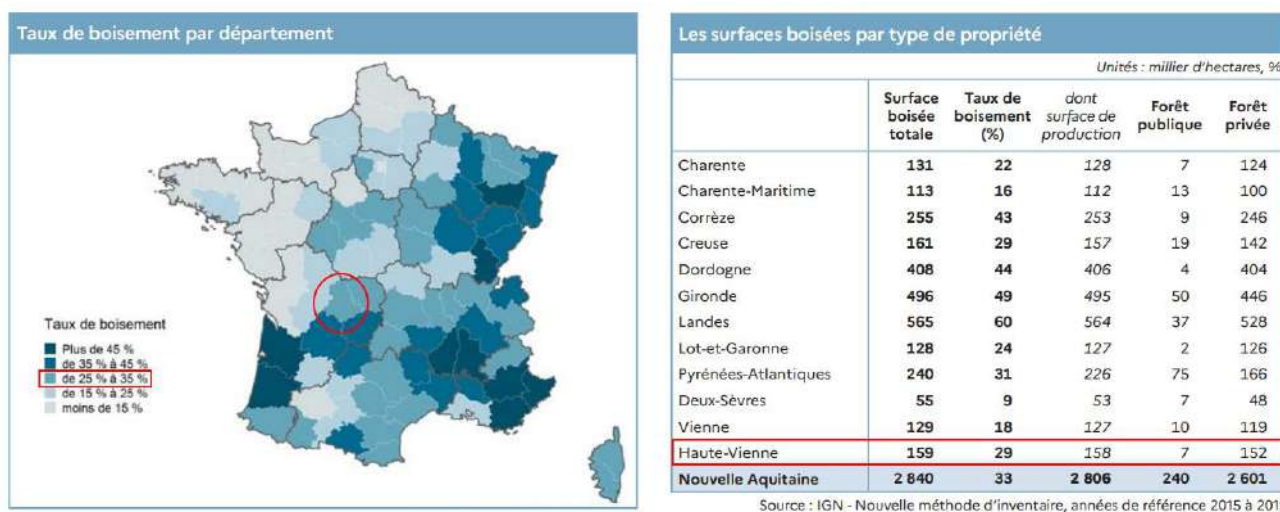 Taux de boisement par département
Taux de boisement
Plus de 45 %
de 35 % à 45 %
de 25 % à 35 %
de 15 % à 25 %
moins de 15 %
Les surfaces boisées par type de propriété
Unités : millier d'hectares, %
Surface boisée totale Taux de boisement (%) dont surface de production Forêt publique Forêt privée
Charente 131 22 128 7 124
Charente-Maritime 113 16 112 13 100
Corrèze 255 43 253 9 246
Creuse 161 29 157 19 142
Dordogne 408 44 406 4 404
Gironde 496 49 495 50 446
Landes 565 60 564 37 528
Lot-et-Garonne 128 24 127 2 126
Pyrénées-Atlantiques 240 31 226 75 166
Deux-Sèvres 55 9 53 7 48
Vienne 129 18 127 10 119
Haute-Vienne 159 29 158 7 152
Nouvelle Aquitaine 2 840 33 2 806 240 2 601
Source : IGN - Nouvelle méthode d'inventaire, années de référence 2015 à 201